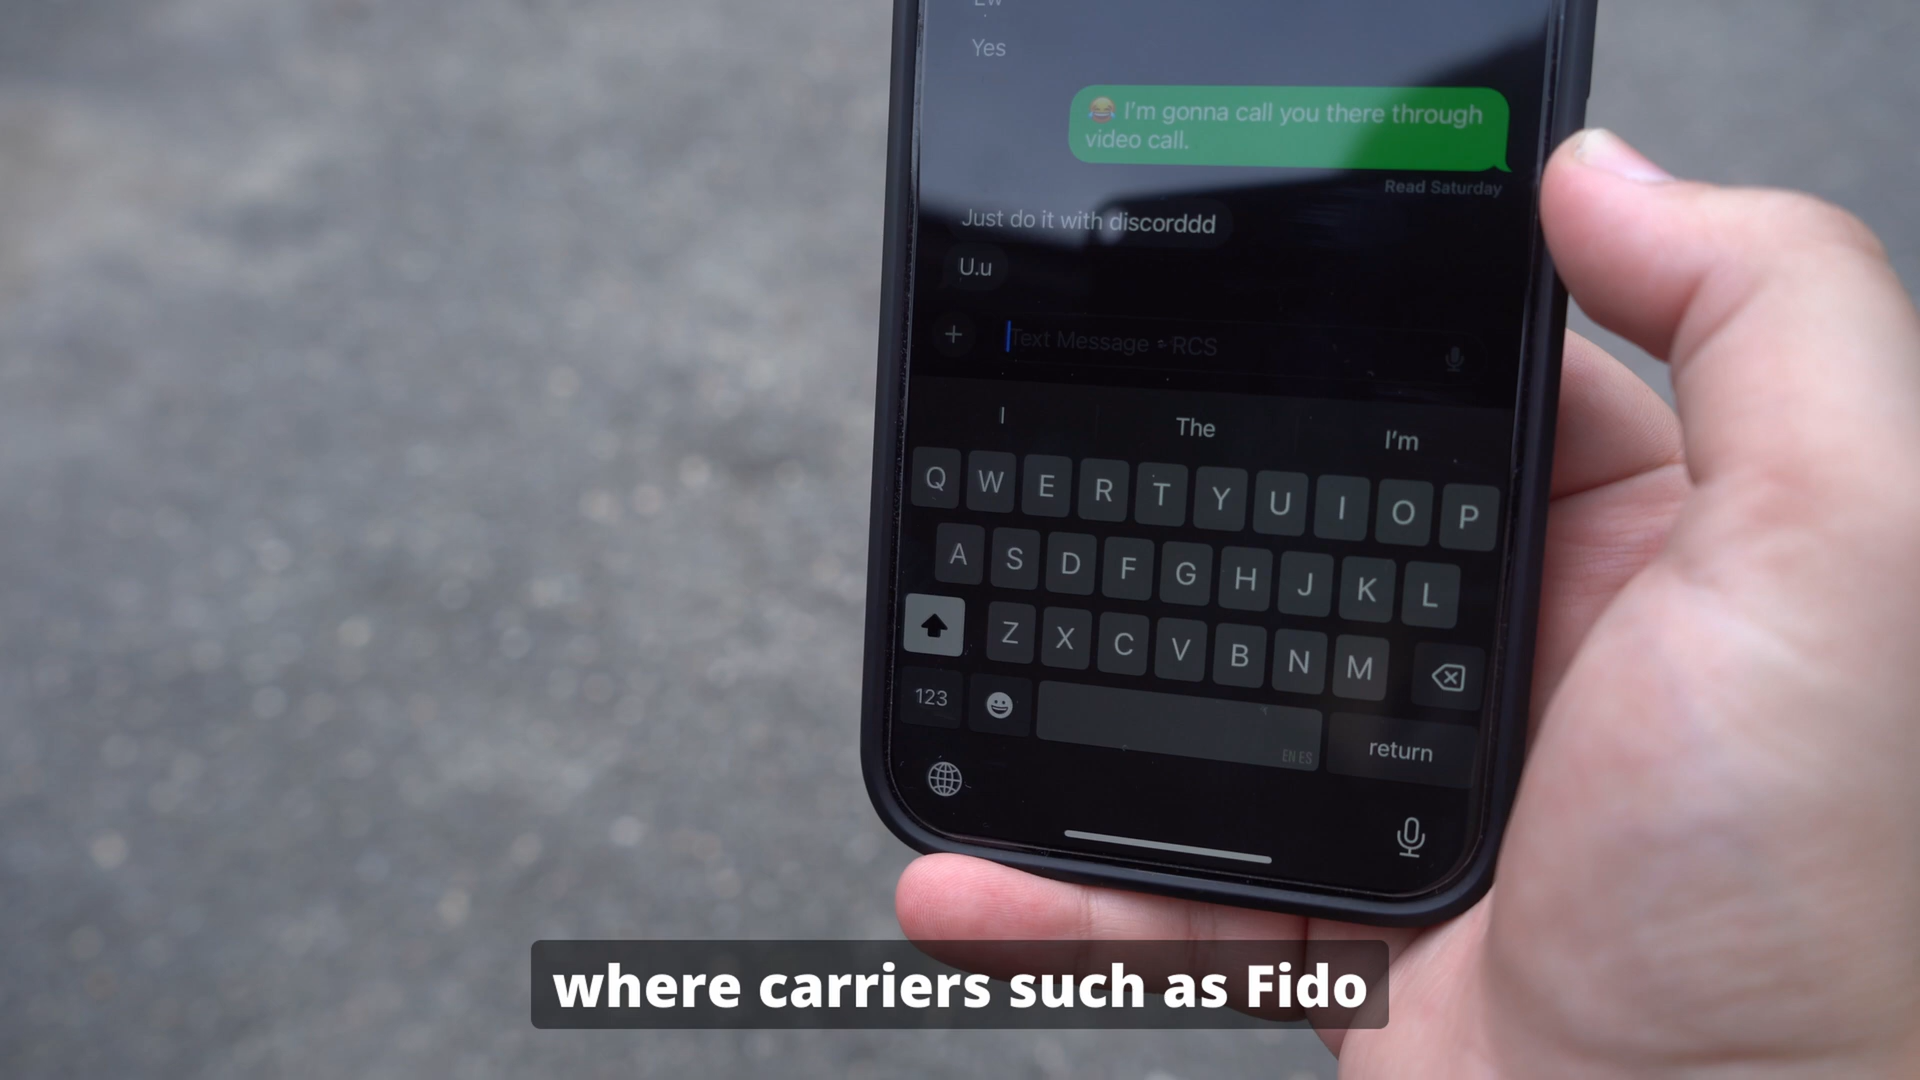 Ew
Yes
😂 I'm gonna call you there through
video call.
Read Saturday
Just do it with discorddd
U.u
Text Message • RCS
I The I'm
Q W E R T Y U I O P
A S D F G H J K L
Z X C V B N M
123
EN ES
return
where carriers such as Fido